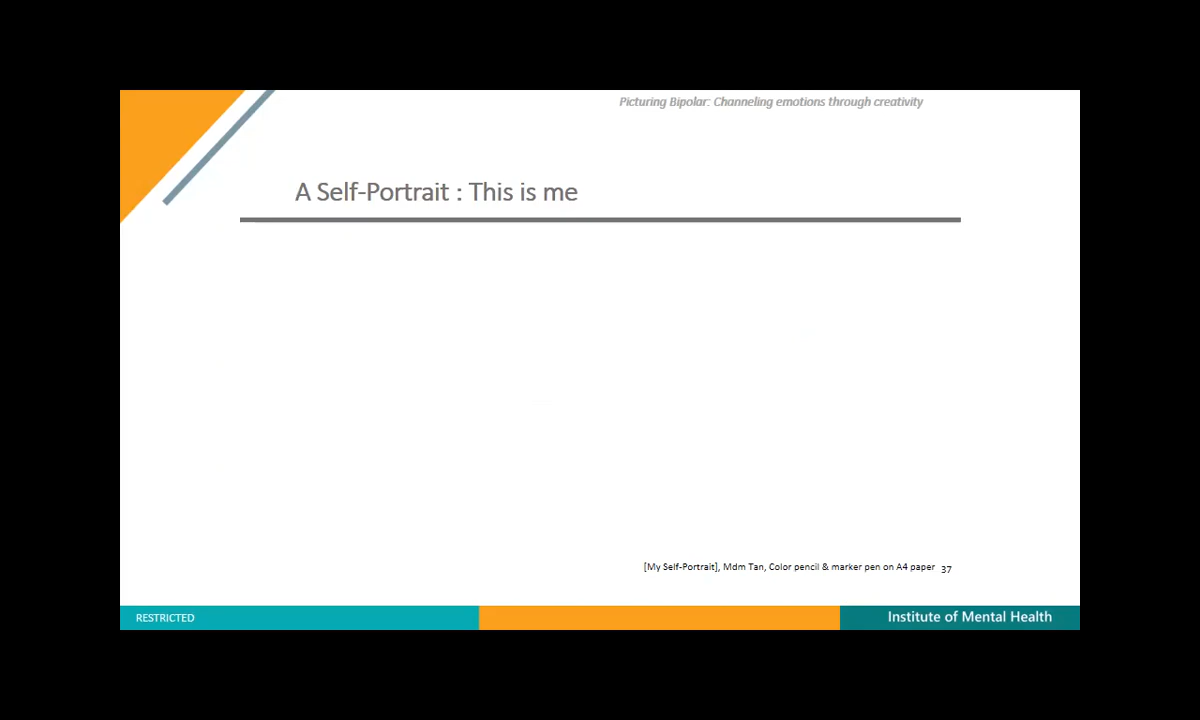 Picturing Bipolar: Channeling emotions through creativity
A Self-Portrait : This is me
[My Self-Portrait], Mdm Tan, Color pencil & marker pen on A4 paper 37
RESTRICTED
Institute of Mental Health